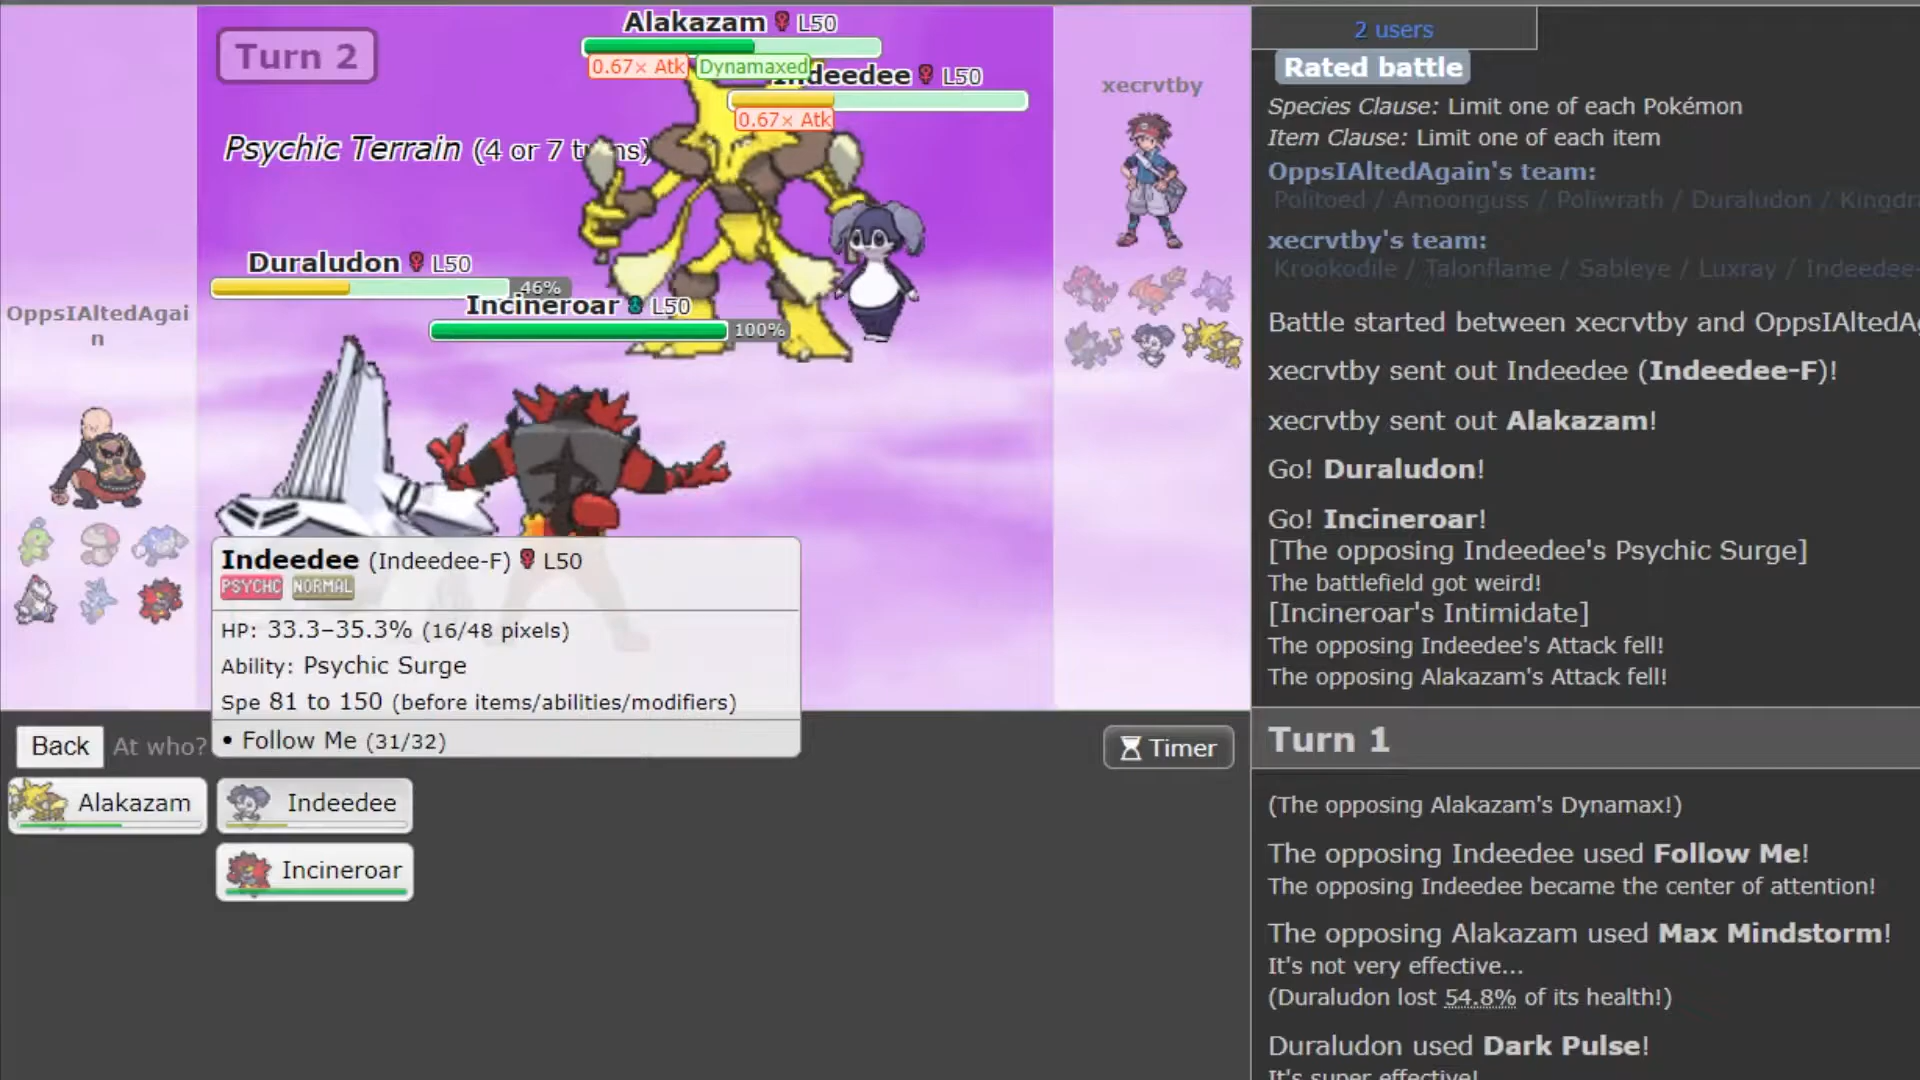 Turn 2
Alakazam L50
0.67× Atk Dynamaxed
Indeedee L50
0.67× Atk
Psychic Terrain (4 or 7 turns)
Duraludon L50
46%
Incineroar L50
100%
OppsIAltedAgai
n
xecrvtby
Indeedee (Indeedee-F) L50
PSYCHC NORMAL
HP: 33.3–35.3% (16/48 pixels)
Ability: Psychic Surge
Spe 81 to 150 (before items/abilities/modifiers)
• Follow Me (31/32)
Back At who?
Timer
Alakazam Indeedee
Incineroar
2 users
Rated battle
Species Clause: Limit one of each Pokémon
Item Clause: Limit one of each item
OppsIAltedAgain's team:
Politoed / Amoonguss / Poliwrath / Duraludon / Kingdra
xecrvtby's team:
Krookodile / Talonflame / Sableye / Luxray / Indeedee-
Battle started between xecrvtby and OppsIAltedA
xecrvtby sent out Indeedee (Indeedee-F)!
xecrvtby sent out Alakazam!
Go! Duraludon!
Go! Incineroar!
[The opposing Indeedee's Psychic Surge]
The battlefield got weird!
[Incineroar's Intimidate]
The opposing Indeedee's Attack fell!
The opposing Alakazam's Attack fell!
Turn 1
(The opposing Alakazam's Dynamax!)
The opposing Indeedee used Follow Me!
The opposing Indeedee became the center of attention!
The opposing Alakazam used Max Mindstorm!
It's not very effective...
(Duraludon lost 54.8% of its health!)
Duraludon used Dark Pulse!
It's super effective!